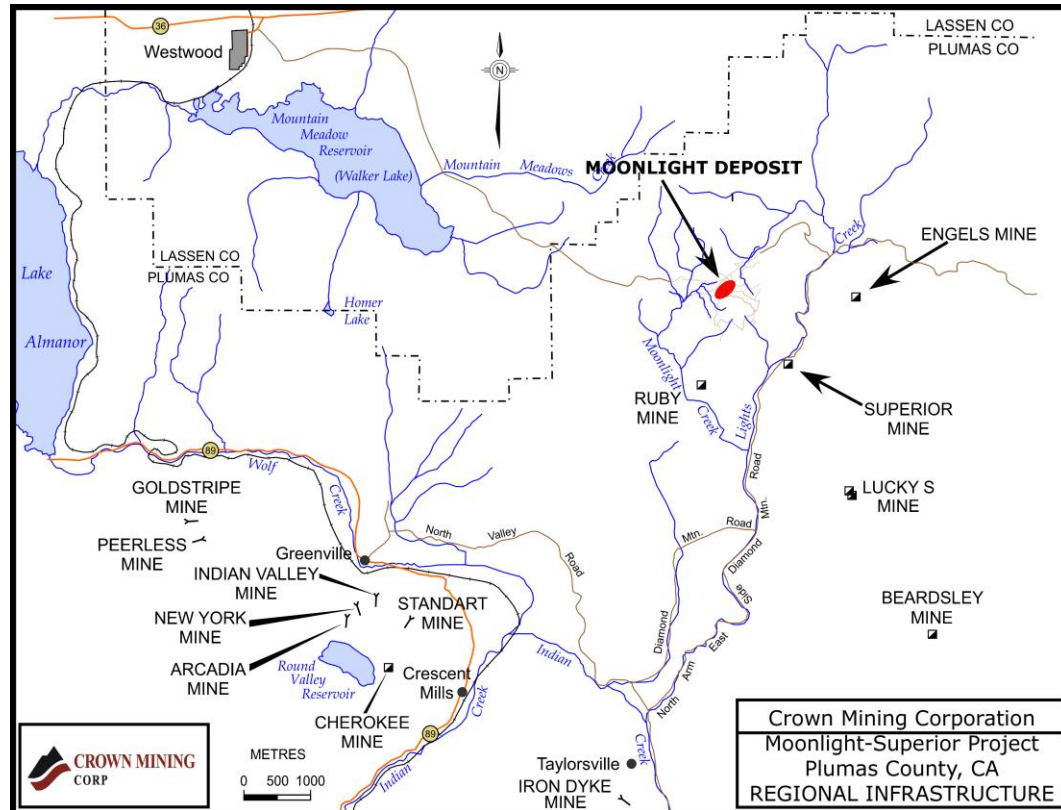 36
Westwood
LASSEN CO
PLUMAS CO
N
Mountain
Meadow
Reservoir
(Walker Lake)
Mountain Meadows
Creek
MOONLIGHT DEPOSIT
Creek
ENGELS MINE
LASSEN CO
PLUMAS CO
Lake
Almanor
Homer
Lake
Moonlight
Creek
RUBY
MINE
Lights
SUPERIOR
MINE
89
Wolf
Creek
GOLDSTRIPE
MINE
PEERLESS
MINE
Road
Mtn.
LUCKY S
MINE
North Valley
Road
Mtn. Road
Diamond
Greenville
INDIAN VALLEY
MINE
NEW YORK
MINE
ARCADIA
MINE
STANDART
MINE
Side
Diamond
East
Arm
North
BEARDSLEY
MINE
Indian
Creek
Round
Valley
Reservoir
Crescent
Mills
CHEROKEE
MINE
89
Indian
Creek
Taylorsville
IRON DYKE
MINE
CROWN MINING
CORP
METRES
0 500 1000
Crown Mining Corporation
Moonlight-Superior Project
Plumas County, CA
REGIONAL INFRASTRUCTURE